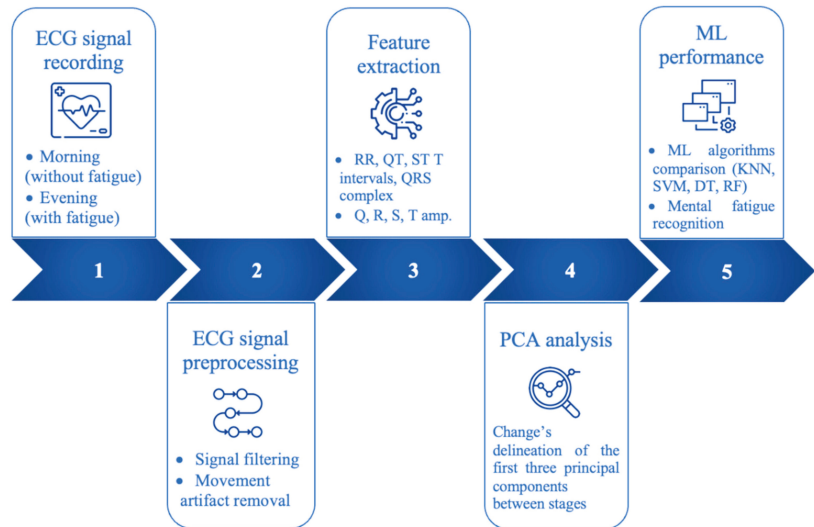 ECG signal
recording
• Morning
(without fatigue)
• Evening
(with fatigue)
1
ECG signal
preprocessing
• Signal filtering
• Movement
artifact removal
2
Feature
extraction
• RR, QT, ST T
intervals, QRS
complex
• Q, R, S, T amp.
3
PCA analysis
Change's
delineation of the
first three principal
components
between stages
4
ML
performance
• ML algorithms
comparison (KNN,
SVM, DT, RF)
• Mental fatigue
recognition
5